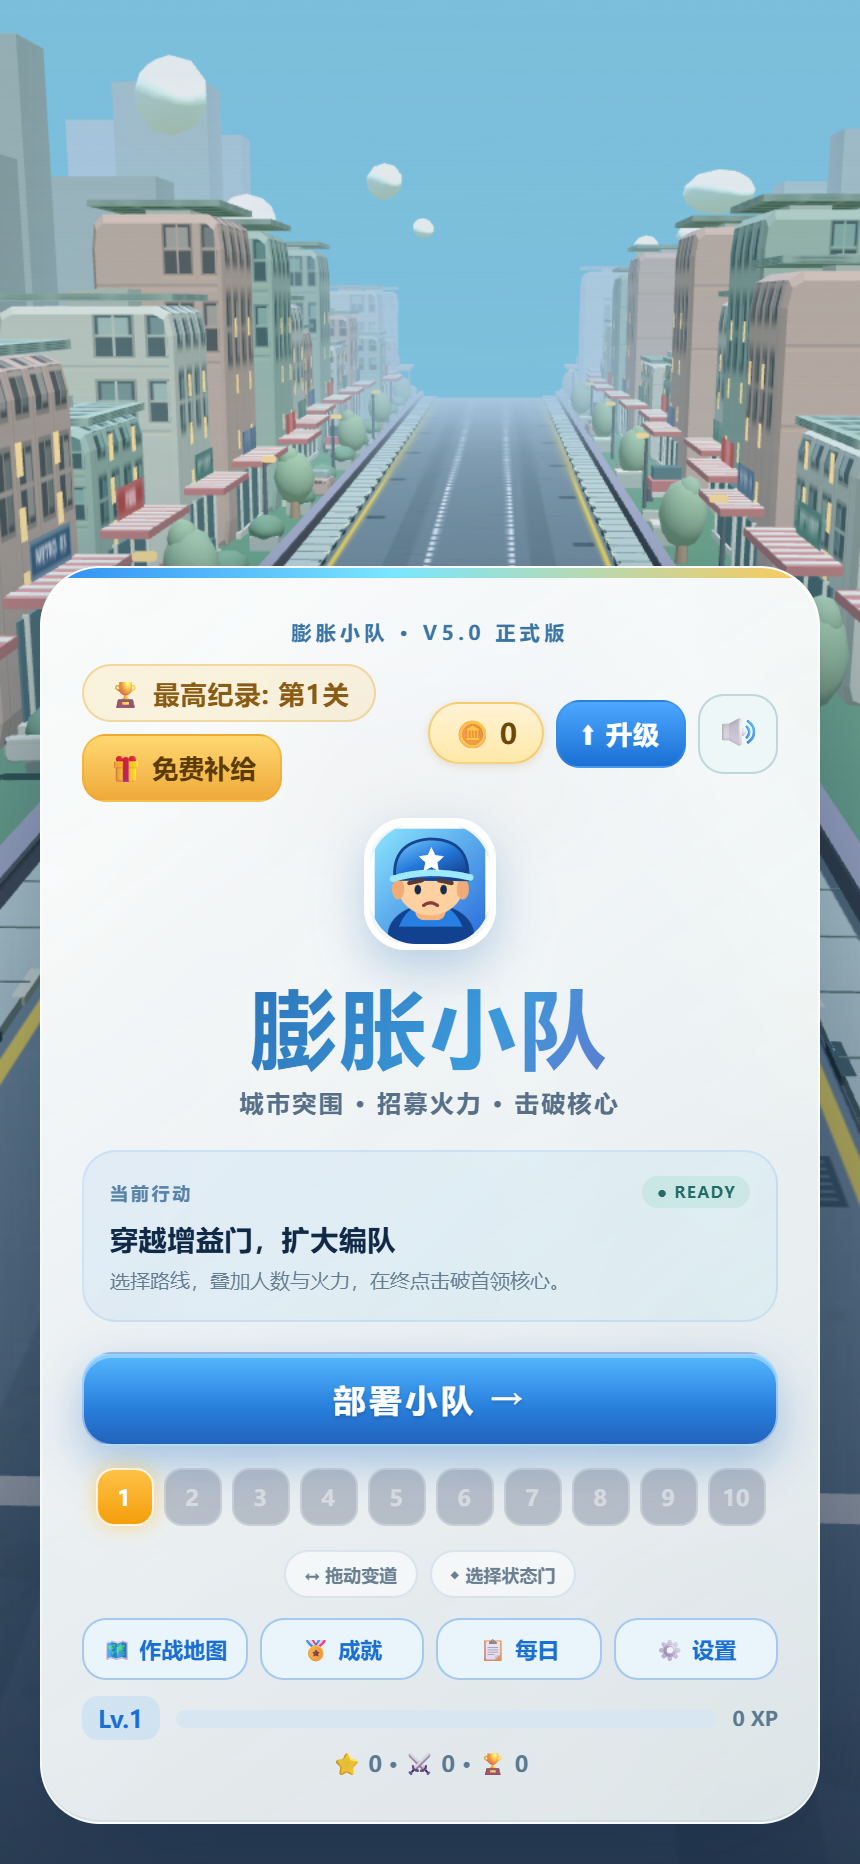 膨胀小队 • V5.0 正式版
最高纪录: 第1关
免费补给
0
⬆ 升级
膨胀小队
城市突围 • 招募火力 • 击破核心
当前行动
● READY
穿越增益门，扩大编队
选择路线，叠加人数与火力，在终点击破首领核心。
部署小队 →
1 2 3 4 5 6 7 8 9 10
↔ 拖动变道
◆ 选择状态门
作战地图
成就
每日
设置
Lv.1
0 XP
0 • 0 • 0